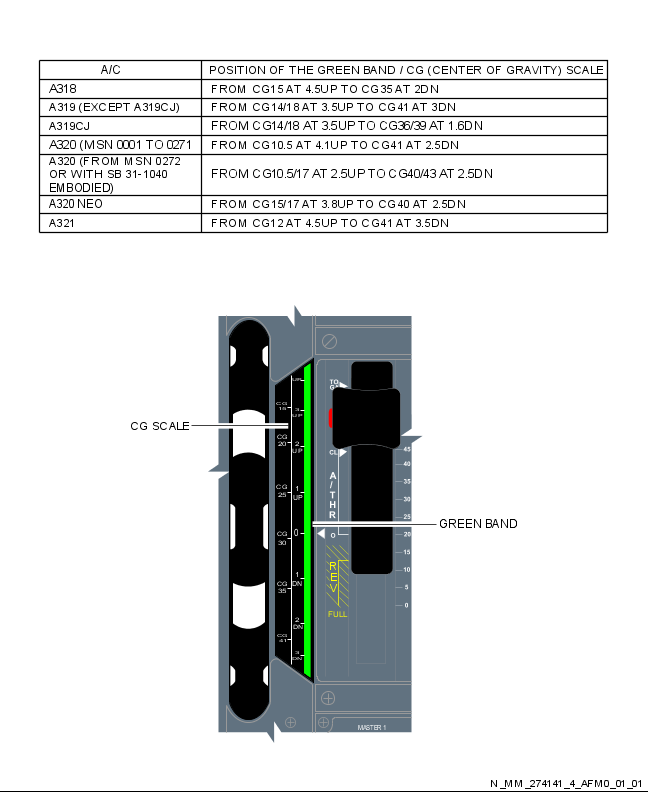 A/C POSITION OF THE GREEN BAND / CG (CENTER OF GRAVITY) SCALE
A318 FROM CG15 AT 4.5UP TO CG35 AT 2DN
A319 (EXCEPT A319CJ) FROM CG14/18 AT 3.5UP TO CG41 AT 3DN
A319CJ FROM CG14/18 AT 3.5UP TO CG36/39 AT 1.6DN
A320 (MSN 0001 TO 0271 FROM CG10.5 AT 4.1UP TO CG41 AT 2.5DN
A320 (FROM MSN 0272
OR WITH SB 31-1040 FROM CG10.5/17 AT 2.5UP TO CG40/43 AT 2.5DN
EMBODIED)
A320 NEO FROM CG15/17 AT 3.8UP TO CG40 AT 2.5DN
A321 FROM CG12 AT 4.5UP TO CG41 AT 3.5DN
CG SCALE
UP
CG
3
UP
CG
20
2
UP
CG
25
1
UP
CG
30
0
1
DN
CG
35
2
DN
CG
41
3
DN
TO
CL
A
/
T
H
R
0
R
E
V
FULL
45
40
35
30
25
20
15
10
5
0
GREEN BAND
MASTER 1
N_MM_274141_4_AFM0_01_01